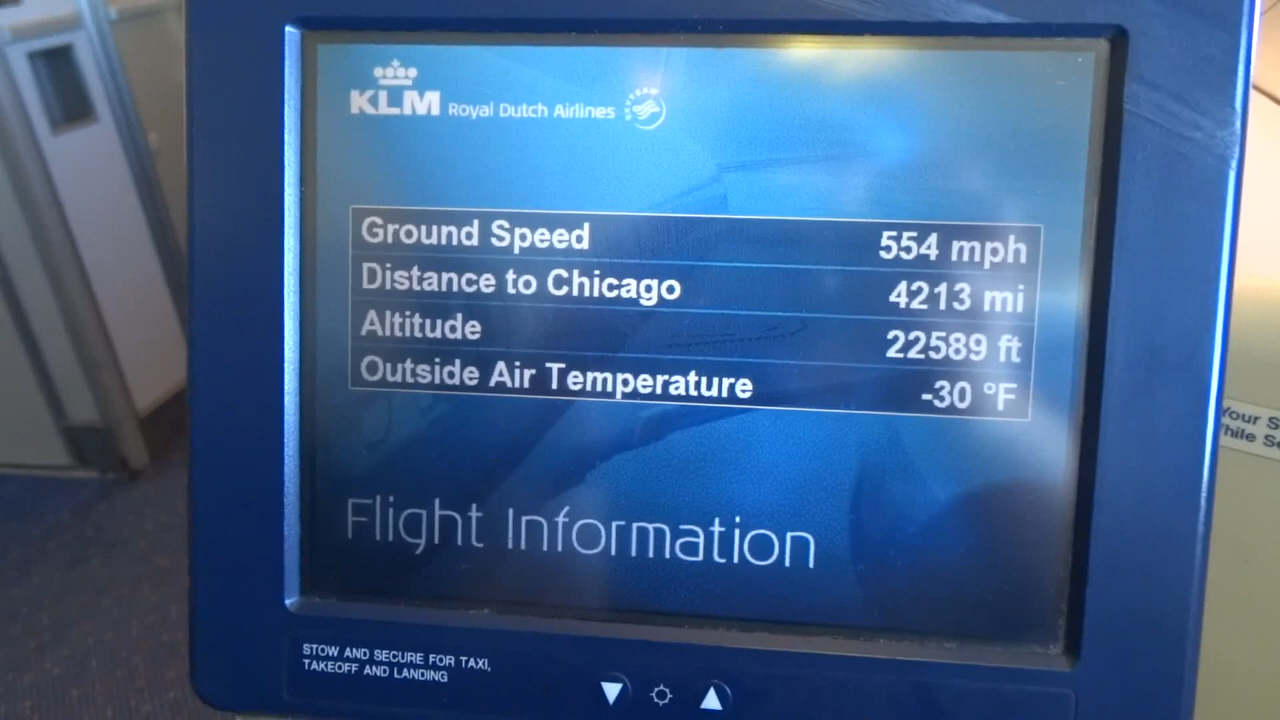 KLM Royal Dutch Airlines
Ground Speed 554 mph
Distance to Chicago 4213 mi
Altitude 22589 ft
Outside Air Temperature -30 °F
Flight Information
STOW AND SECURE FOR TAXI,
TAKEOFF AND LANDING
Your